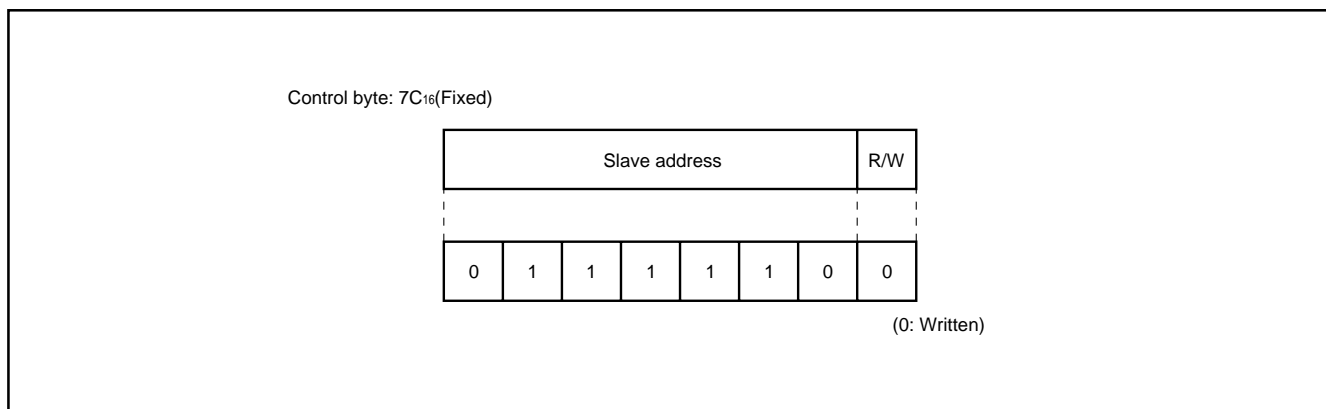 Control byte: 7C₁₆(Fixed)
Slave address R/W
0 1 1 1 1 1 0 0
(0: Written)